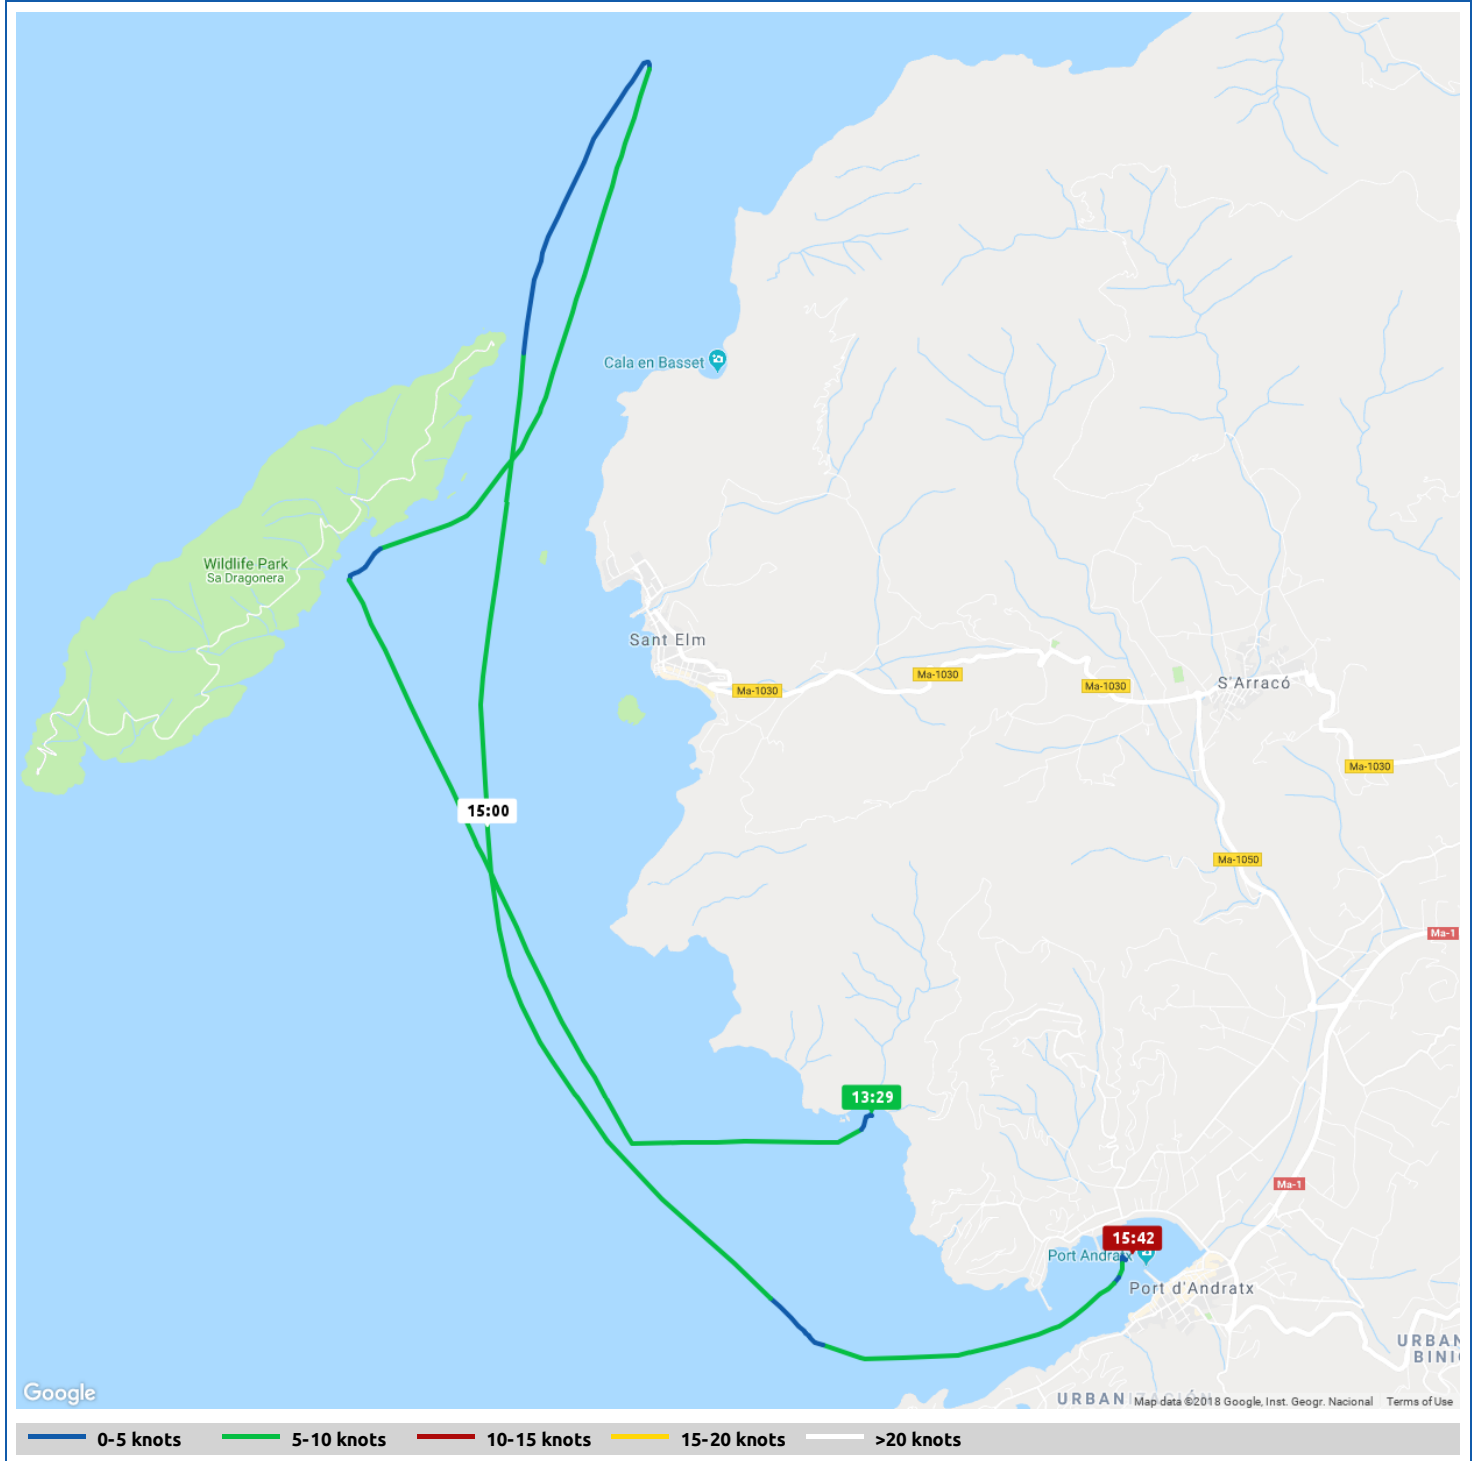 Cala en Basset
Wildlife Park
Sa Dragonera
Sant Elm
Ma-1030
Ma-1030
Ma-1030
S'Arracó
Ma-1030
15:00
Ma-1050
Ma-1
13:29
Ma-1
15:42
Port Andratx
Port d'Andratx
URBAN
BINI
Google
URBANIZACIÓN
Map data ©2018 Google, Inst. Geogr. Nacional Terms of Use
0-5 knots 5-10 knots 10-15 knots 15-20 knots >20 knots